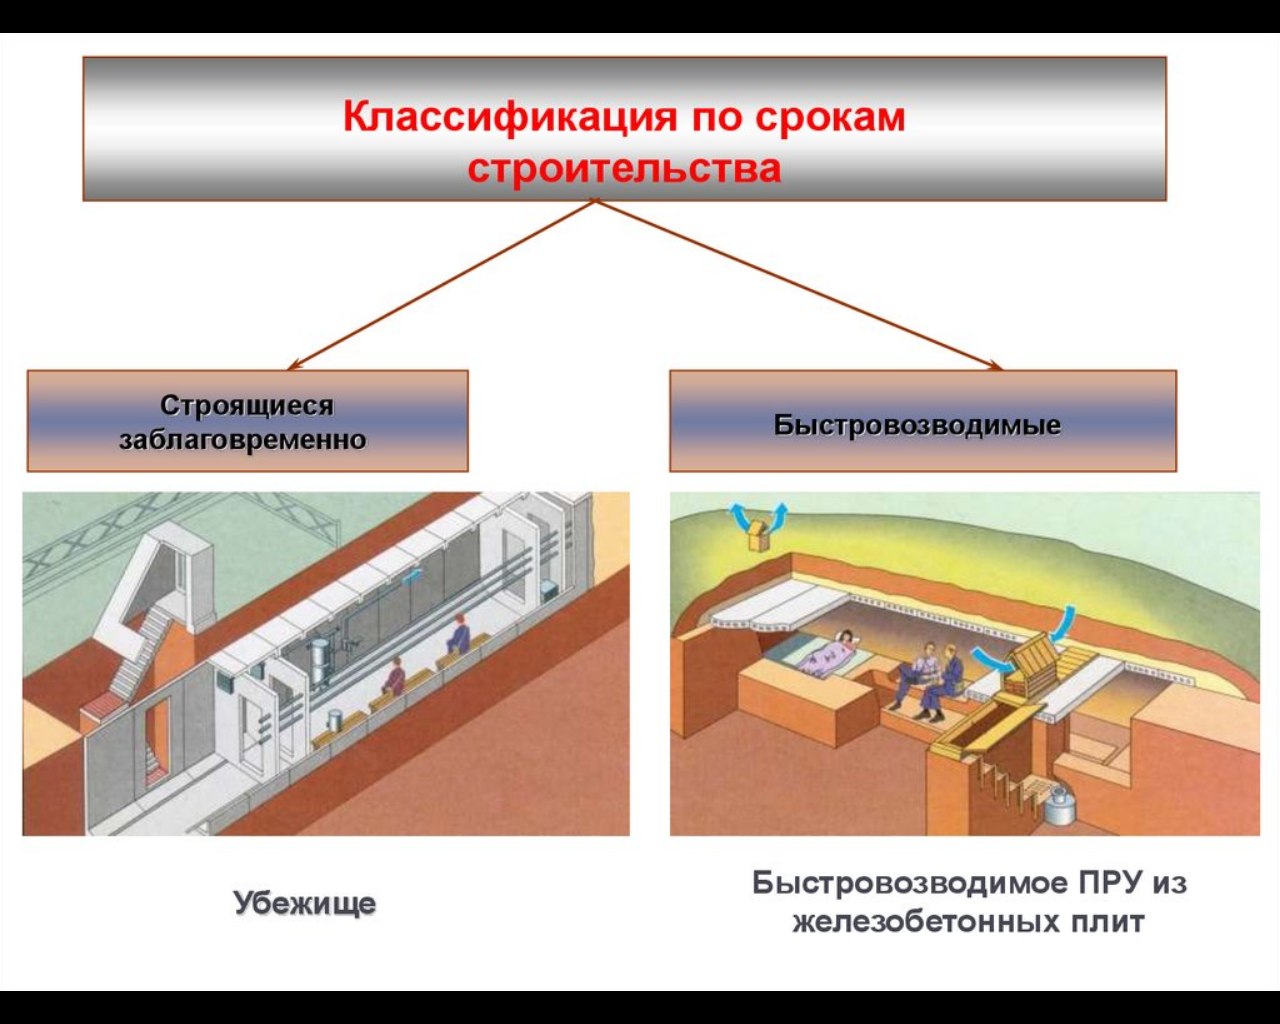 Классификация по срокам
строительства
Строящиеся
заблаговременно
Быстровозводимые
Убежище
Быстровозводимое ПРУ из
железобетонных плит